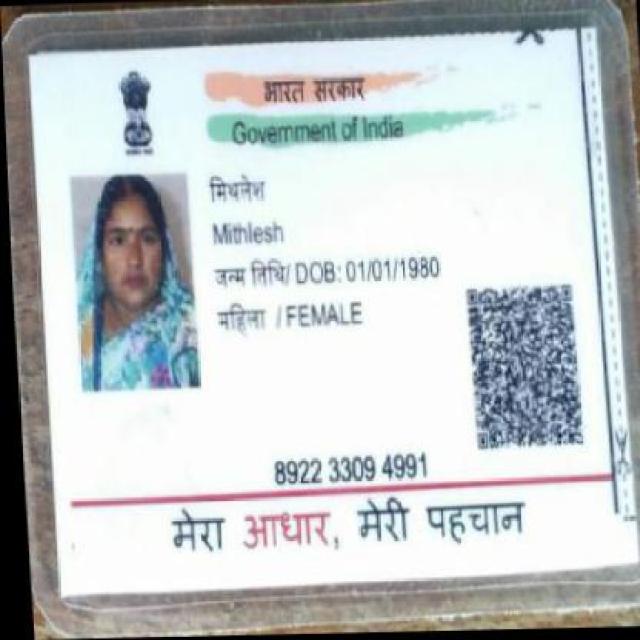 भारत सरकार
Government of India
मिथलेश
Mithlesh
जन्म तिथि/ DOB: 01/01/1980
महिला / FEMALE
8922 3309 4991
मेरा आधार, मेरी पहचान